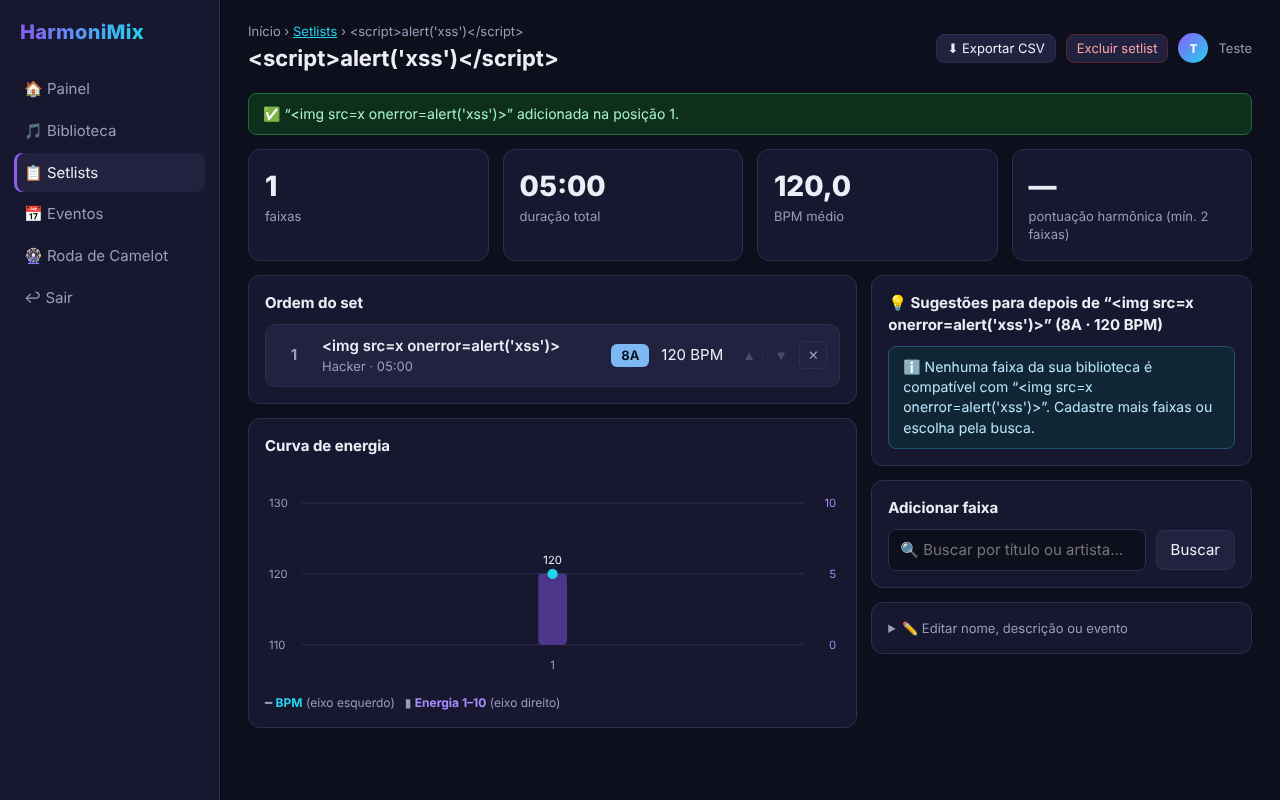 HarmoniMix
🏠 Painel
🎵 Biblioteca
📋 Setlists
📅 Eventos
🎡 Roda de Camelot
↩ Sair
Início › Setlists › <script>alert('xss')</script>
<script>alert('xss')</script>
⬇ Exportar CSV
Excluir setlist
T
Teste
✅ “<img src=x onerror=alert('xss')>” adicionada na posição 1.
1
faixas
05:00
duração total
120,0
BPM médio
—
pontuação harmônica (mín. 2
faixas)
Ordem do set
1
<img src=x onerror=alert('xss')>
Hacker · 05:00
8A
120 BPM
▲
▼
✕
Curva de energia
130
10
120
120
5
110
0
1
━ BPM (eixo esquerdo) ▮ Energia 1–10 (eixo direito)
💡 Sugestões para depois de “<img src=x
onerror=alert('xss')>” (8A · 120 BPM)
ℹ️ Nenhuma faixa da sua biblioteca é
compatível com “<img src=x
onerror=alert('xss')>”. Cadastre mais faixas ou
escolha pela busca.
Adicionar faixa
🔍 Buscar por título ou artista...
Buscar
▶ ✏️ Editar nome, descrição ou evento